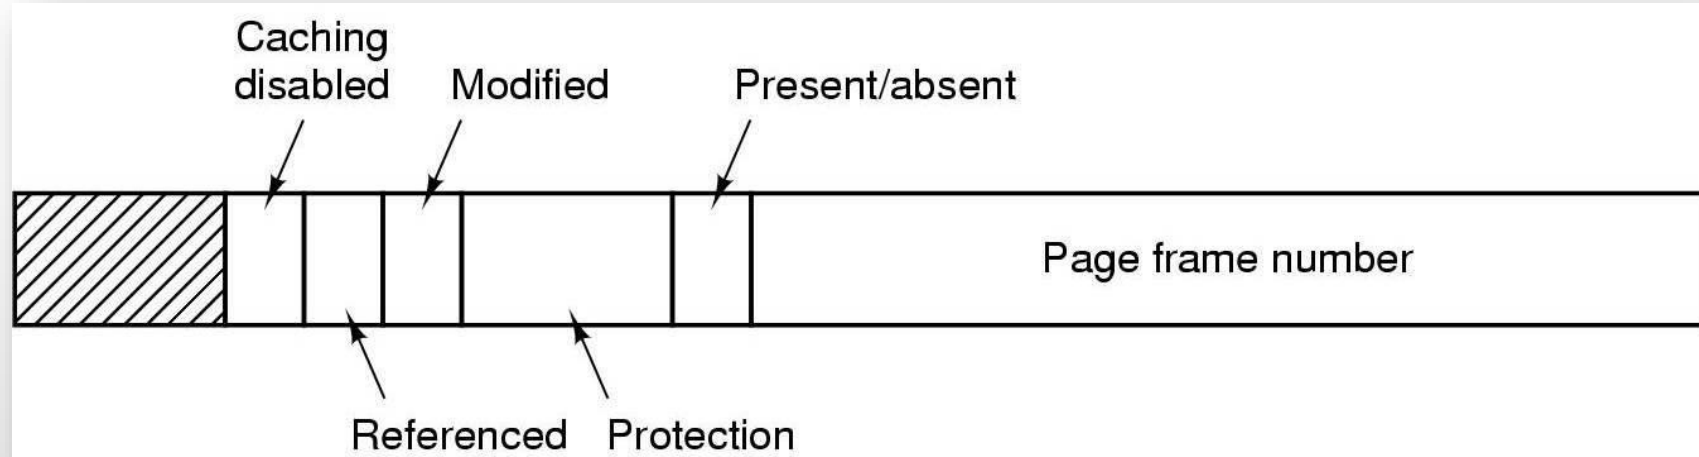 Caching
disabled
Modified
Present/absent
Page frame number
Referenced
Protection